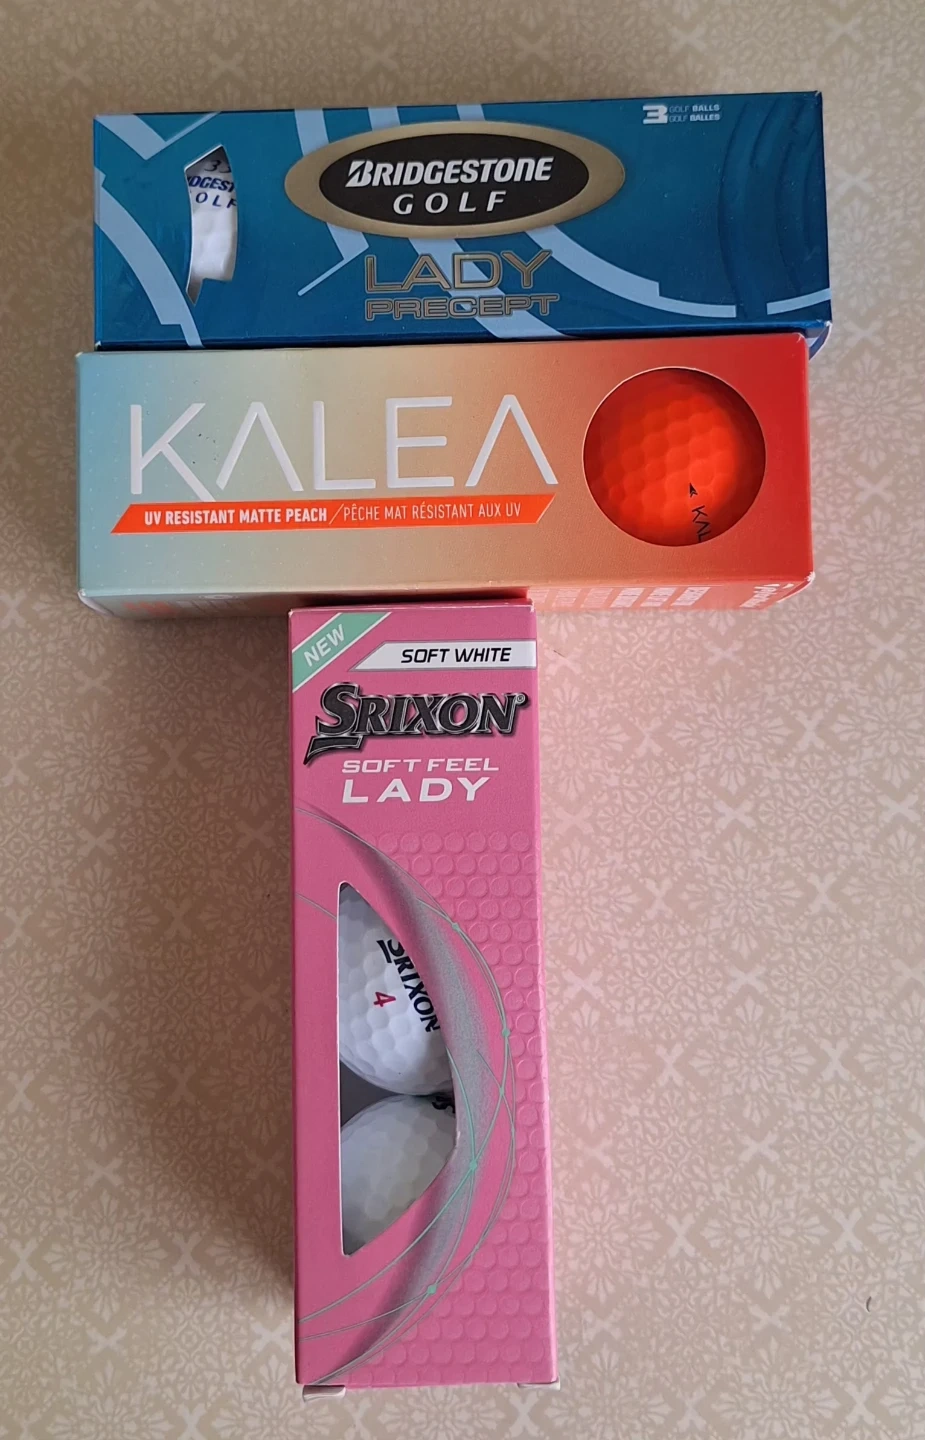 3 GOLF BALLS
GOLF BALLES
BRIDGESTONE
GOLF
LADY
PRECEPT
KALEA
UV RESISTANT MATTE PEACH / PÊCHE MAT RÉSISTANT AUX UV
NEW
SOFT WHITE
SRIXON
SOFT FEEL
LADY
SRIXON
4